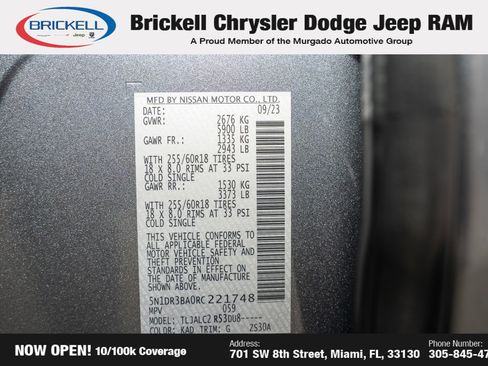 BRICKELL
Jeep RAM
Brickell Chrysler Dodge Jeep RAM
A Proud Member of the Murgado Automotive Group
MFD BY NISSAN MOTOR CO., LTD.
DATE: 09/23
GVWR: 2676 KG
5900 LB
GAWR FR.: 1335 KG
2943 LB
WITH 255/60R18 TIRES
18 X 8.0 RIMS AT 33 PSI
COLD SINGLE
GAWR RR.: 1530 KG
3373 LB
WITH 255/60R18 TIRES
18 X 8.0 RIMS AT 33 PSI
COLD SINGLE
THIS VEHICLE CONFORMS TO
ALL APPLICABLE FEDERAL
MOTOR VEHICLE SAFETY
STANDARDS IN EFFECT ON
THE DATE OF MANUFACTURE
SHOWN ABOVE.
5N1DR3BA0RC221748
MPV 059
MODEL: TLJALC2 R53DU8-----
COLOR: KAD TRIM: G ZS30A
NOW OPEN! 10/100k Coverage
Address:
701 SW 8th Street, Miami, FL, 33130
Phone Number:
305-845-47